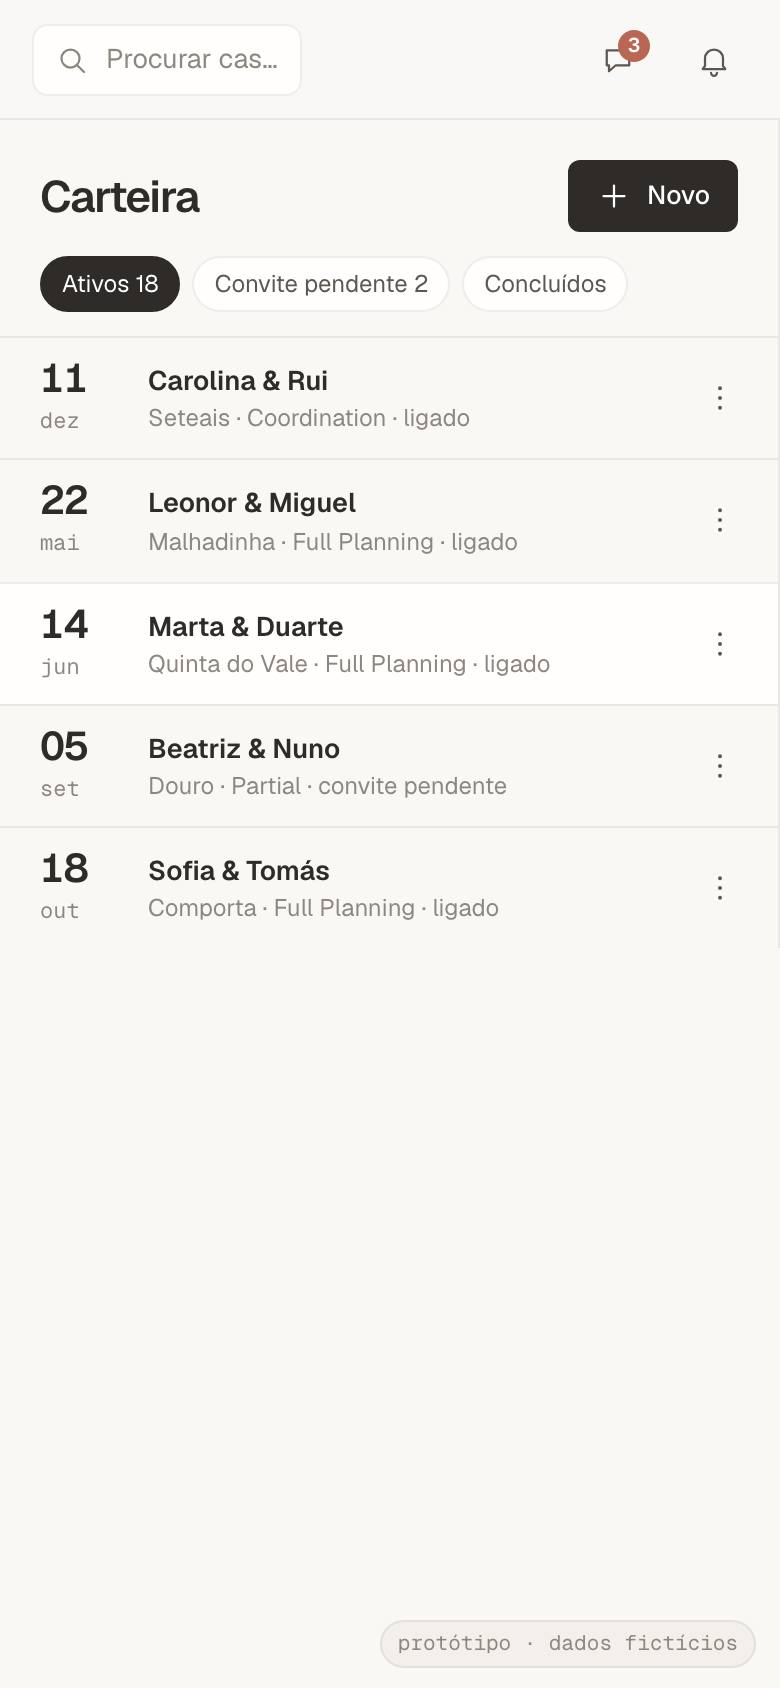 Procurar cas...
3
Carteira
Novo
Ativos 18
Convite pendente 2
Concluídos
11
dez
Carolina & Rui
Seteais · Coordination · ligado
22
mai
Leonor & Miguel
Malhadinha · Full Planning · ligado
14
jun
Marta & Duarte
Quinta do Vale · Full Planning · ligado
05
set
Beatriz & Nuno
Douro · Partial · convite pendente
18
out
Sofia & Tomás
Comporta · Full Planning · ligado
protótipo · dados fictícios